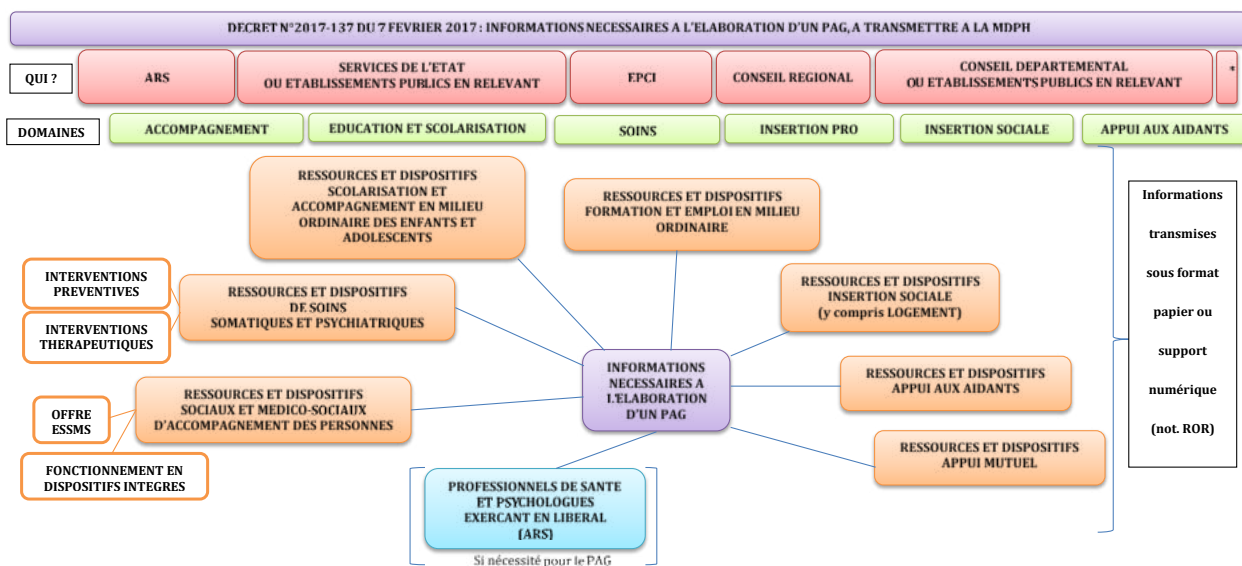 DECRET N°2017-137 DU 7 FEVRIER 2017 : INFORMATIONS NECESSAIRES A L'ELABORATION D'UN PAG, A TRANSMETTRE A LA MDPH
QUI ?
ARS
SERVICES DE L'ETAT
OU ETABLISSEMENTS PUBLICS EN RELEVANT
EPCI
CONSEIL REGIONAL
CONSEIL DEPARTEMENTAL
OU ETABLISSEMENTS PUBLICS EN RELEVANT
*
DOMAINES
ACCOMPAGNEMENT
EDUCATION ET SCOLARISATION
SOINS
INSERTION PRO
INSERTION SOCIALE
APPUI AUX AIDANTS
RESSOURCES ET DISPOSITIFS
SCOLARISATION ET
ACCOMPAGNEMENT EN MILIEU
ORDINAIRE DES ENFANTS ET
ADOLESCENTS
RESSOURCES ET DISPOSITIFS
FORMATION ET EMPLOI EN MILIEU
ORDINAIRE
INTERVENTIONS
PREVENTIVES
INTERVENTIONS
THERAPEUTIQUES
RESSOURCES ET DISPOSITIFS
DE SOINS
SOMATIQUES ET PSYCHIATRIQUES
RESSOURCES ET DISPOSITIFS
INSERTION SOCIALE
(y compris LOGEMENT)
INFORMATIONS
NECESSAIRES A
L'ELABORATION
D'UN PAG
RESSOURCES ET DISPOSITIFS
APPUI AUX AIDANTS
OFFRE
ESSMS
FONCTIONNEMENT EN
DISPOSITIFS INTEGRES
RESSOURCES ET DISPOSITIFS
SOCIAUX ET MEDICO-SOCIAUX
D'ACCOMPAGNEMENT DES PERSONNES
RESSOURCES ET DISPOSITIFS
APPUI MUTUEL
PROFESSIONNELS DE SANTE
ET PSYCHOLOGUES
EXERCANT EN LIBERAL
(ARS)
Si nécessité pour le PAG
Informations
transmises
sous format
papier ou
support
numérique
(not. ROR)